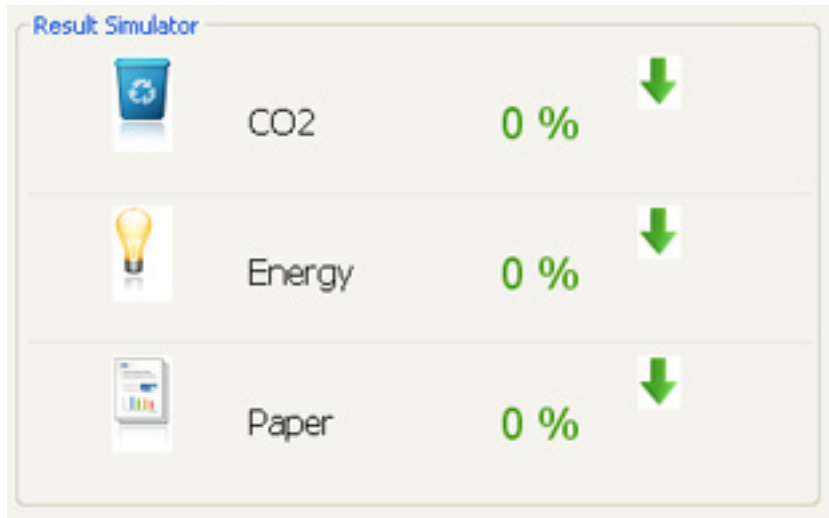 Result Simulator
CO2 0 %
Energy 0 %
Paper 0 %